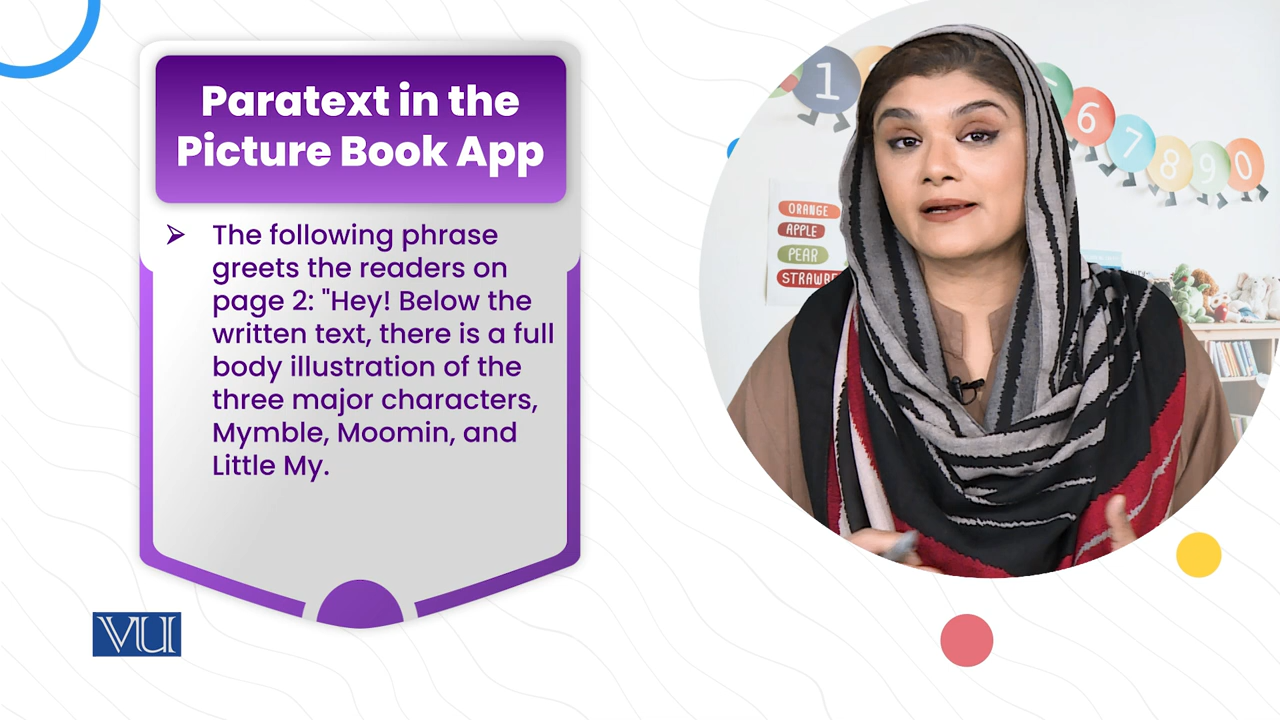 Paratext in the
Picture Book App
➢ The following phrase
greets the readers on
page 2: "Hey! Below the
written text, there is a full
body illustration of the
three major characters,
Mymble, Moomin, and
Little My.
VU
1
6
7
8
9
0
ORANGE
APPLE
PEAR
STRAWBE